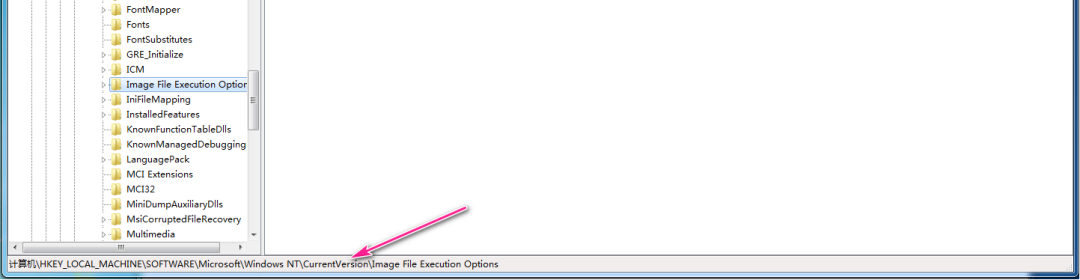 FontMapper
Fonts
FontSubstitutes
GRE_Initialize
ICM
Image File Execution Option
IniFileMapping
InstalledFeatures
KnownFunctionTableDlls
KnownManagedDebugging
LanguagePack
MCI Extensions
MCI32
MiniDumpAuxiliaryDlls
MsiCorruptedFileRecovery
Multimedia
计算机\HKEY_LOCAL_MACHINE\SOFTWARE\Microsoft\Windows NT\CurrentVersion\Image File Execution Options